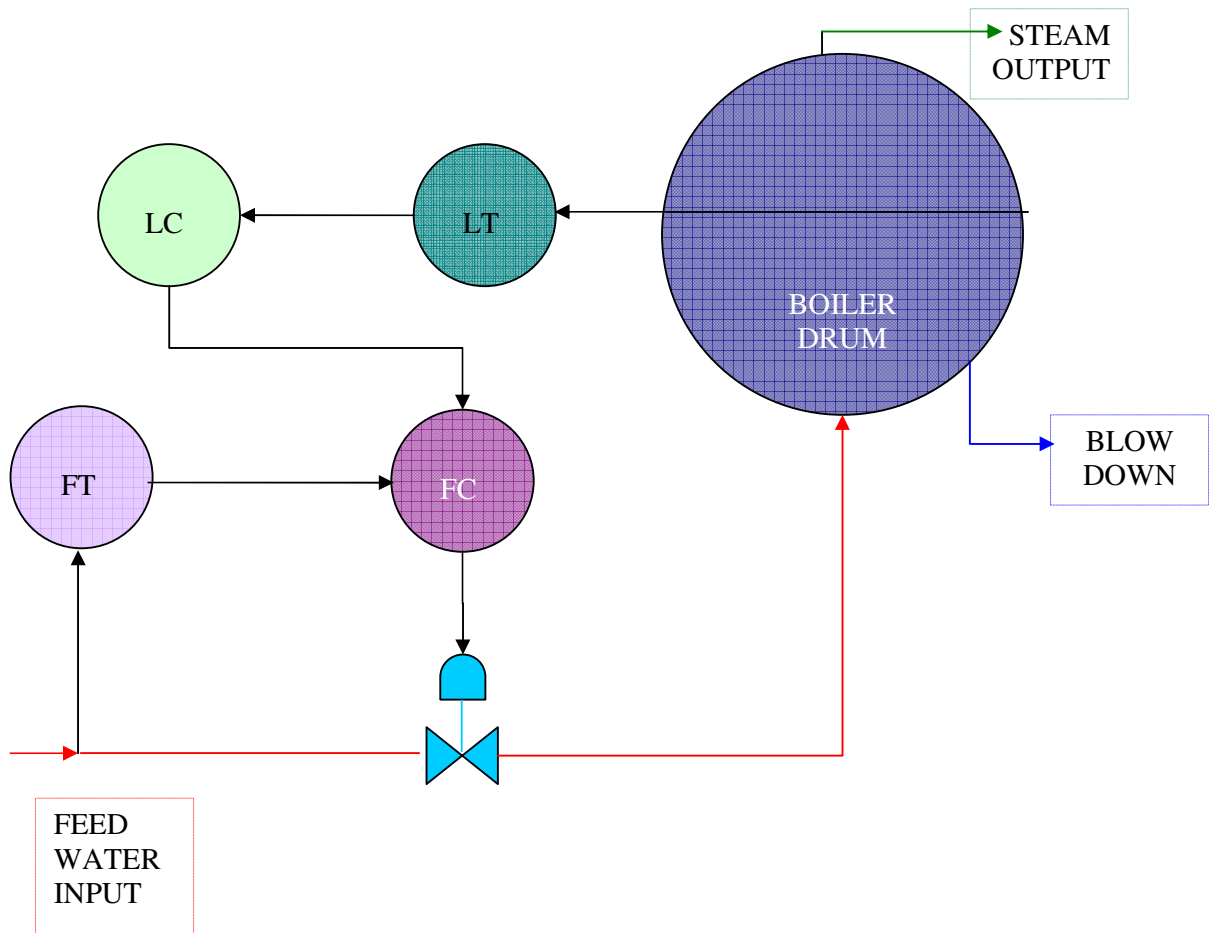 STEAM
OUTPUT
LC
LT
BOILER
DRUM
BLOW
DOWN
FT
FC
FEED
WATER
INPUT